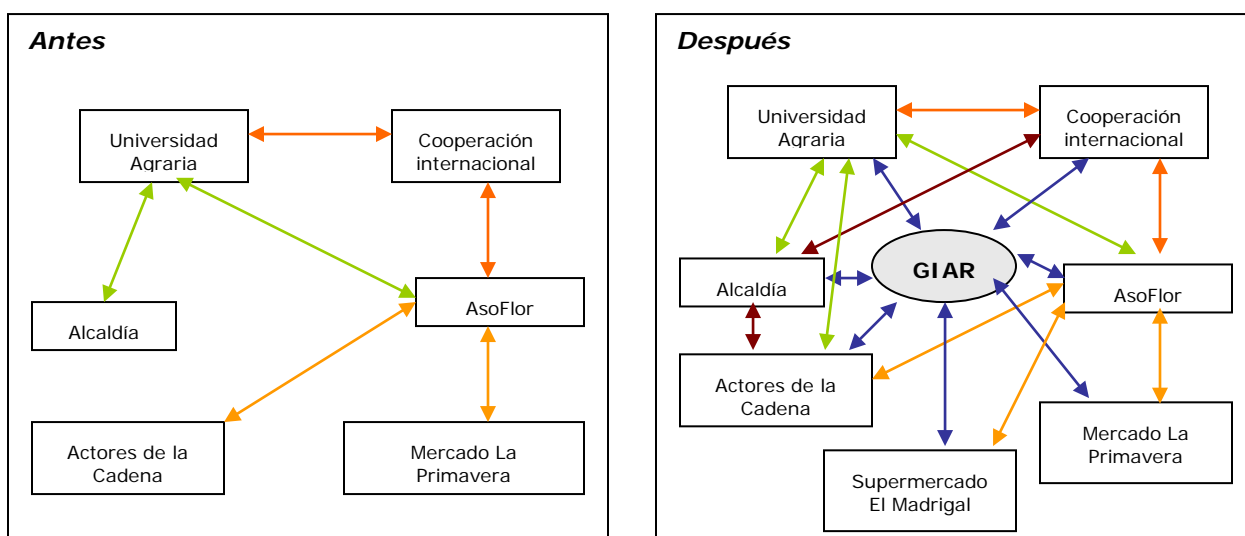 Antes
Universidad
Agraria
Cooperación
internacional
AsoFlor
Alcaldía
Actores de la
Cadena
Mercado La
Primavera
Después
Universidad
Agraria
Cooperación
internacional
GIAR
Alcaldía
AsoFlor
Actores de la
Cadena
Mercado La
Primavera
Supermercado
El Madrigal